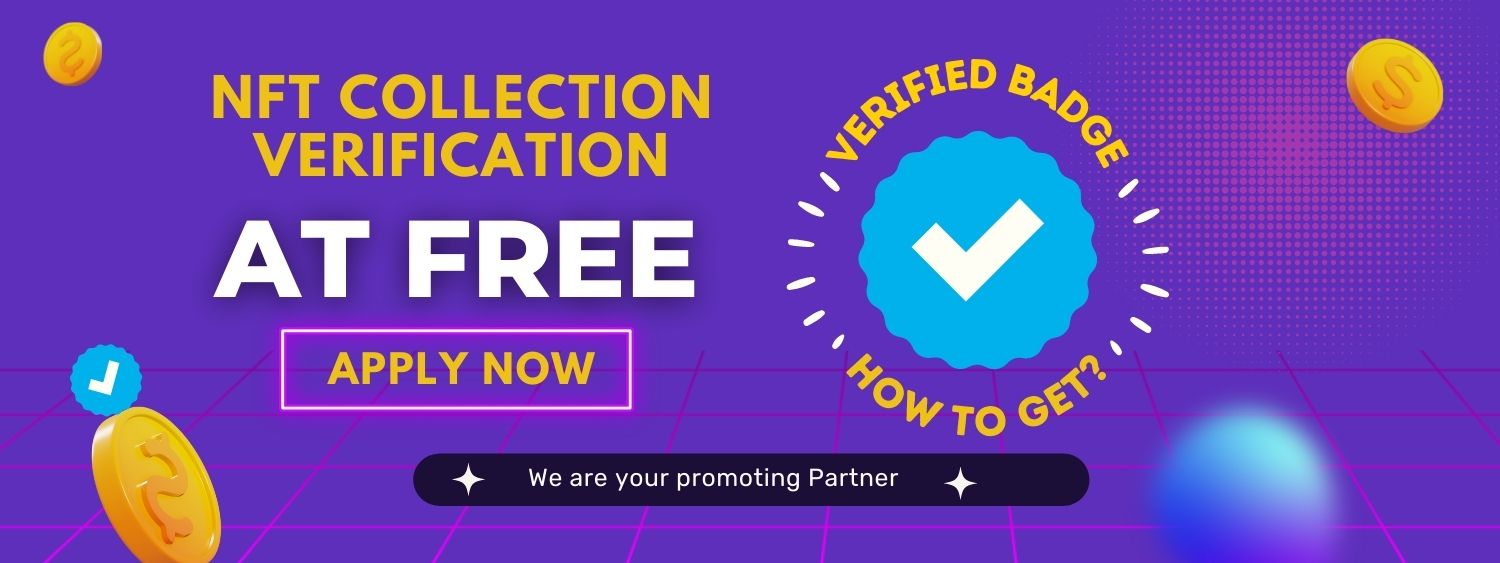 NFT COLLECTION
VERIFICATION
AT FREE
APPLY NOW
VERIFIED BADGE
HOW TO GET?
We are your promoting Partner